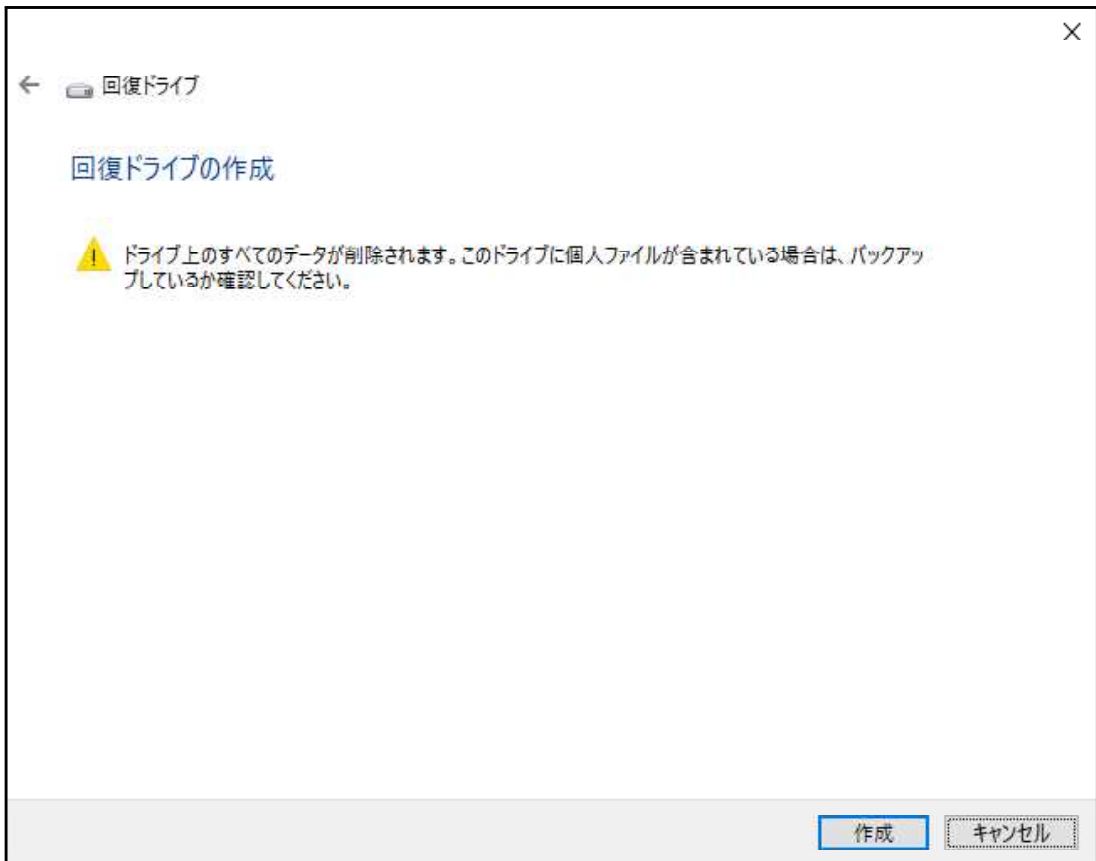 回復ドライブ
回復ドライブの作成
ドライブ上のすべてのデータが削除されます。このドライブに個人ファイルが含まれている場合は、バックアッ
プしているか確認してください。
作成
キャンセル